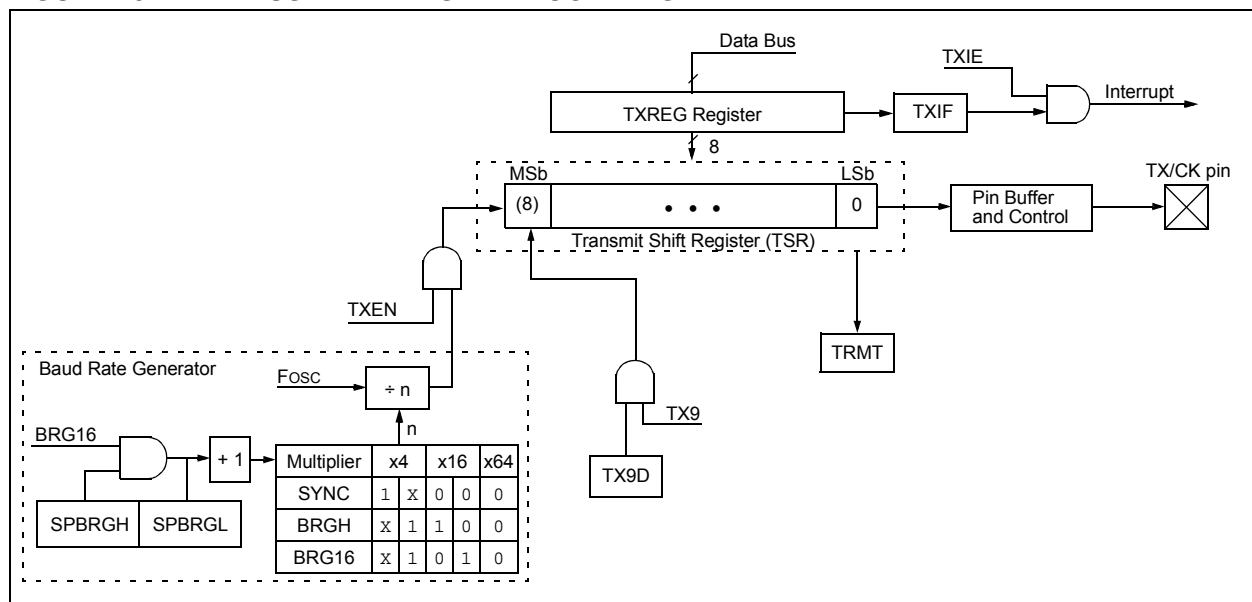 Data Bus
TXIE
Interrupt
TXREG Register
TXIF
8
MSb
LSb
TX/CK pin
(8)
• • •
0
Pin Buffer
and Control
Transmit Shift Register (TSR)
TXEN
TRMT
Baud Rate Generator
FOSC
÷ n
TX9
n
BRG16
+ 1
Multiplier x4 x16 x64
TX9D
SYNC 1 X 0 0 0
SPBRGH SPBRGL
BRGH X 1 1 0 0
BRG16 X 1 0 1 0